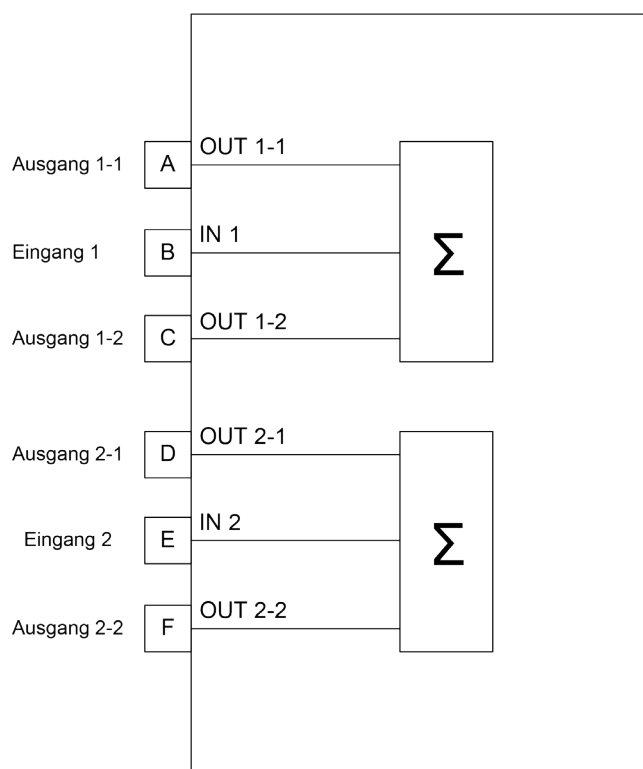 OUT 1-1
Ausgang 1-1 A
IN 1
Eingang 1 B
Σ
OUT 1-2
Ausgang 1-2 C
OUT 2-1
Ausgang 2-1 D
IN 2
Eingang 2 E
Σ
OUT 2-2
Ausgang 2-2 F